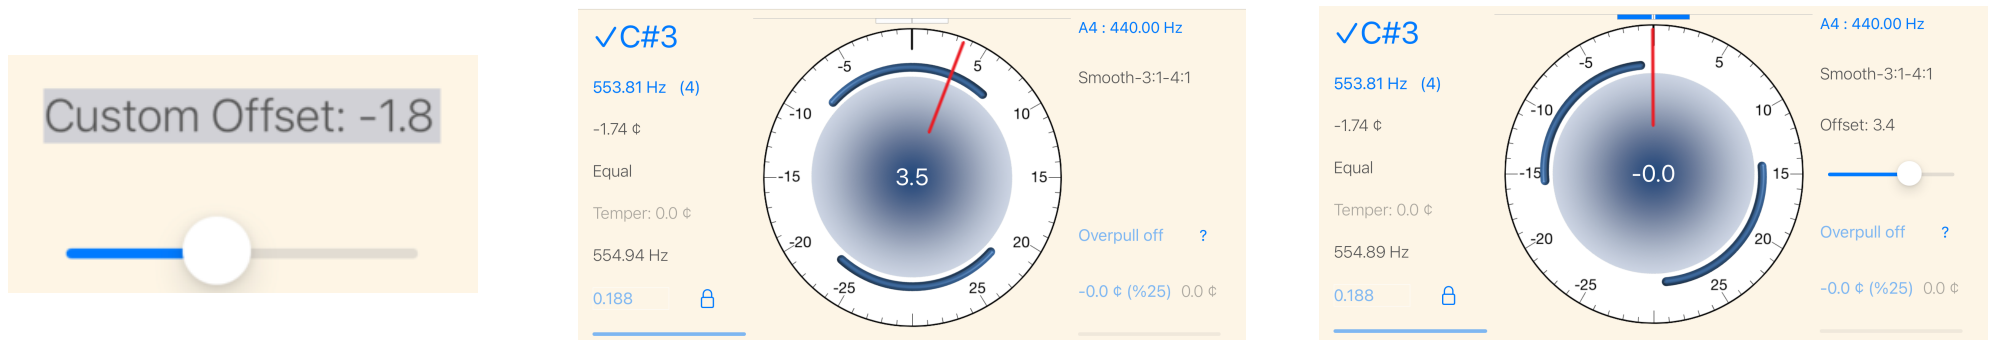 Custom Offset: -1.8
✓C#3
553.81 Hz (4)
-1.74 ¢
Equal
Temper: 0.0 ¢
554.94 Hz
0.188
-5
5
-10
10
-15
15
-20
20
-25
25
3.5
A4 : 440.00 Hz
Smooth-3:1-4:1
Overpull off ?
-0.0 ¢ (%25) 0.0 ¢
✓C#3
553.81 Hz (4)
-1.74 ¢
Equal
Temper: 0.0 ¢
554.89 Hz
0.188
-5
5
-10
10
-15
15
-20
20
-25
25
-0.0
A4 : 440.00 Hz
Smooth-3:1-4:1
Offset: 3.4
Overpull off ?
-0.0 ¢ (%25) 0.0 ¢